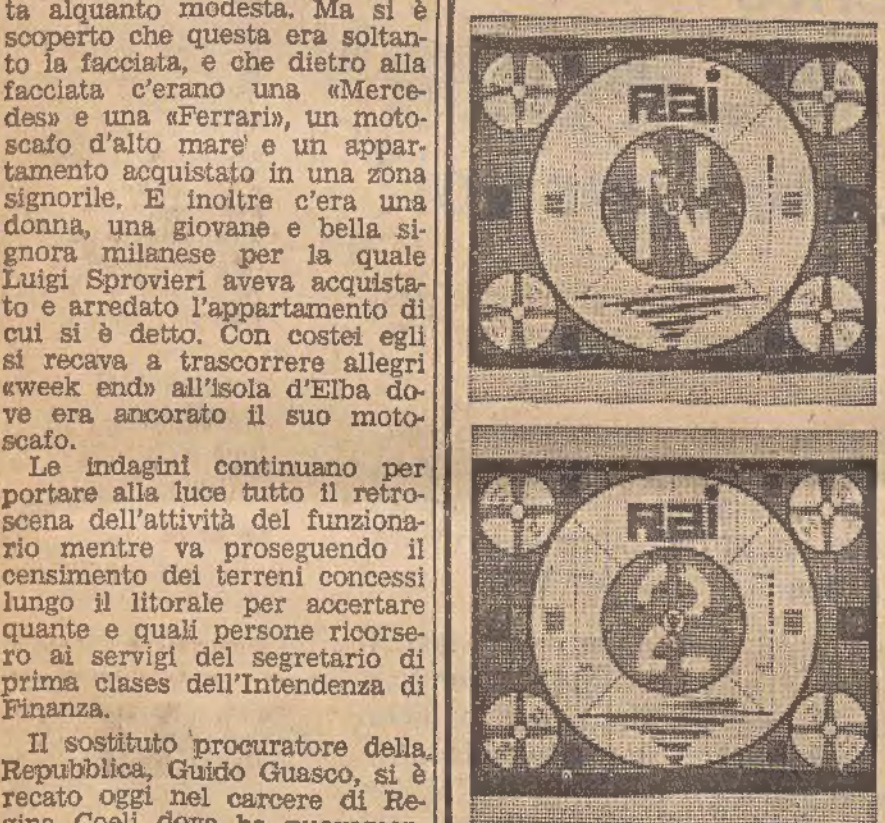 ta alquanto modesta. Ma si è
scoperto che questa era soltan-
to la facciata, e che dietro alla
facciata c'erano una «Merce-
des» e una «Ferrari», un moto-
scafo d'alto mare e un appar-
tamento acquistato in una zona
signorile. E inoltre c'era una
donna, una giovane e bella si-
gnora milanese per la quale
Luigi Sprovieri aveva acquista-
to e arredato l'appartamento di
cui si è detto. Con costei egli
si recava a trascorrere allegri
«week end» all'isola d'Elba do-
ve era ancorato il suo moto-
scafo.
Le indagini continuano per
portare alla luce tutto il retro-
scena dell'attività del funziona-
rio mentre va proseguendo il
censimento dei terreni concessi
lungo il litorale per accertare
quante e quali persone ricorse-
ro ai servigi del segretario di
prima clases dell'Intendenza di
Finanza.
Il sostituto procuratore della
Repubblica, Guido Guasco, si è
recato oggi nel carcere di Re-
gina Coeli dove ha
RAI
N
RAI
2